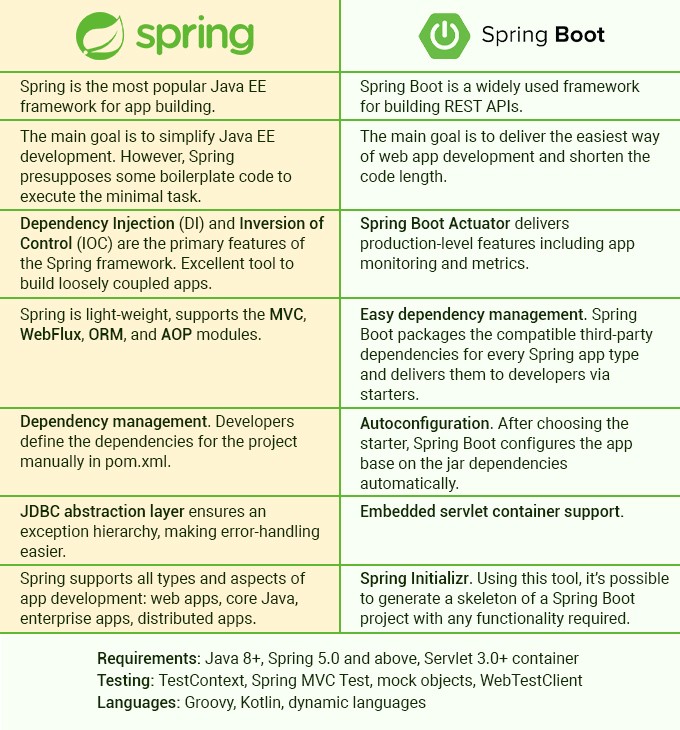 spring
Spring Boot
Spring is the most popular Java EE
framework for app building.
Spring Boot is a widely used framework
for building REST APIs.
The main goal is to simplify Java EE
development. However, Spring
presupposes some boilerplate code to
execute the minimal task.
The main goal is to deliver the easiest way
of web app development and shorten the
code length.
Dependency Injection (DI) and Inversion of
Control (IOC) are the primary features of
the Spring framework. Excellent tool to
build loosely coupled apps.
Spring Boot Actuator delivers
production-level features including app
monitoring and metrics.
Spring is light-weight, supports the MVC,
WebFlux, ORM, and AOP modules.
Easy dependency management. Spring
Boot packages the compatible third-party
dependencies for every Spring app type
and delivers them to developers via
starters.
Dependency management. Developers
define the dependencies for the project
manually in pom.xml.
Autoconfiguration. After choosing the
starter, Spring Boot configures the app
base on the jar dependencies
automatically.
JDBC abstraction layer ensures an
exception hierarchy, making error-handling
easier.
Embedded servlet container support.
Spring supports all types and aspects of
app development: web apps, core Java,
enterprise apps, distributed apps.
Spring Initializr. Using this tool, it's possible
to generate a skeleton of a Spring Boot
project with any functionality required.
Requirements: Java 8+, Spring 5.0 and above, Servlet 3.0+ container
Testing: TestContext, Spring MVC Test, mock objects, WebTestClient
Languages: Groovy, Kotlin, dynamic languages